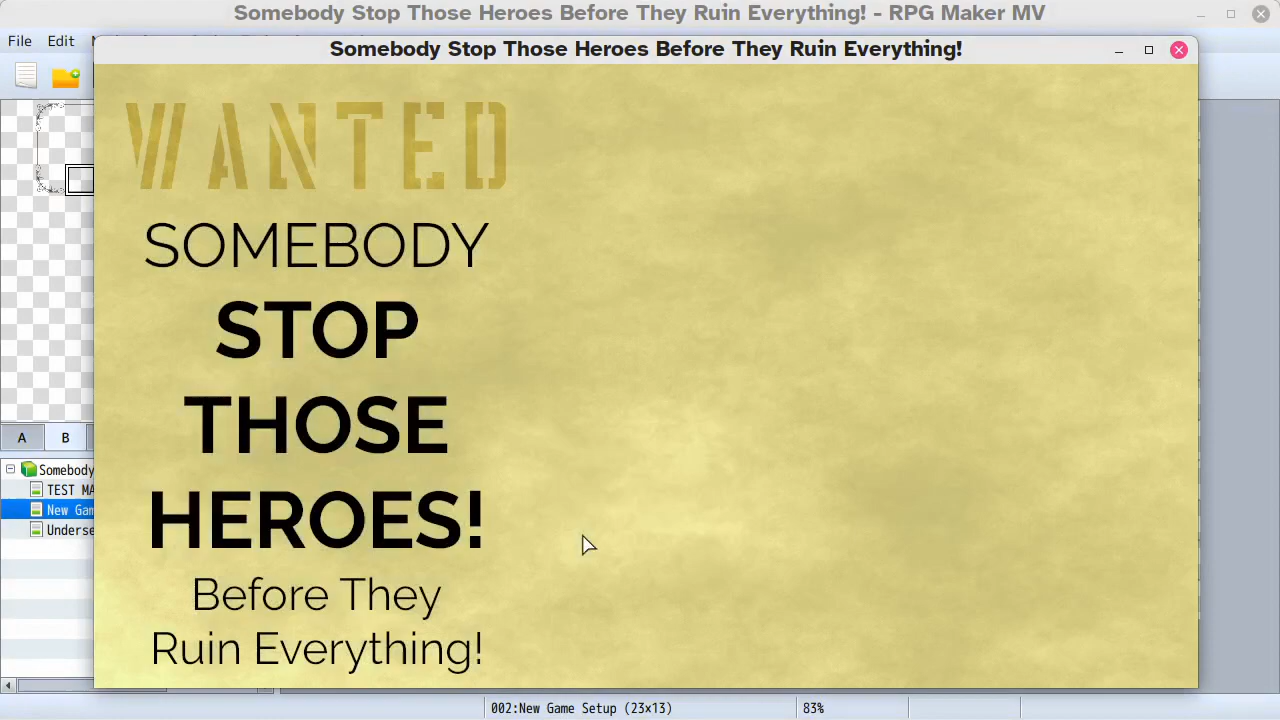 Somebody Stop Those Heroes Before They Ruin Everything! - RPG Maker MV
File Edit
Somebody Stop Those Heroes Before They Ruin Everything!
WANTED
SOMEBODY
STOP
THOSE
HEROES!
Before They
Ruin Everything!
A B
Somebody
TEST MA
New Gam
Underse
002:New Game Setup (23x13) 83%